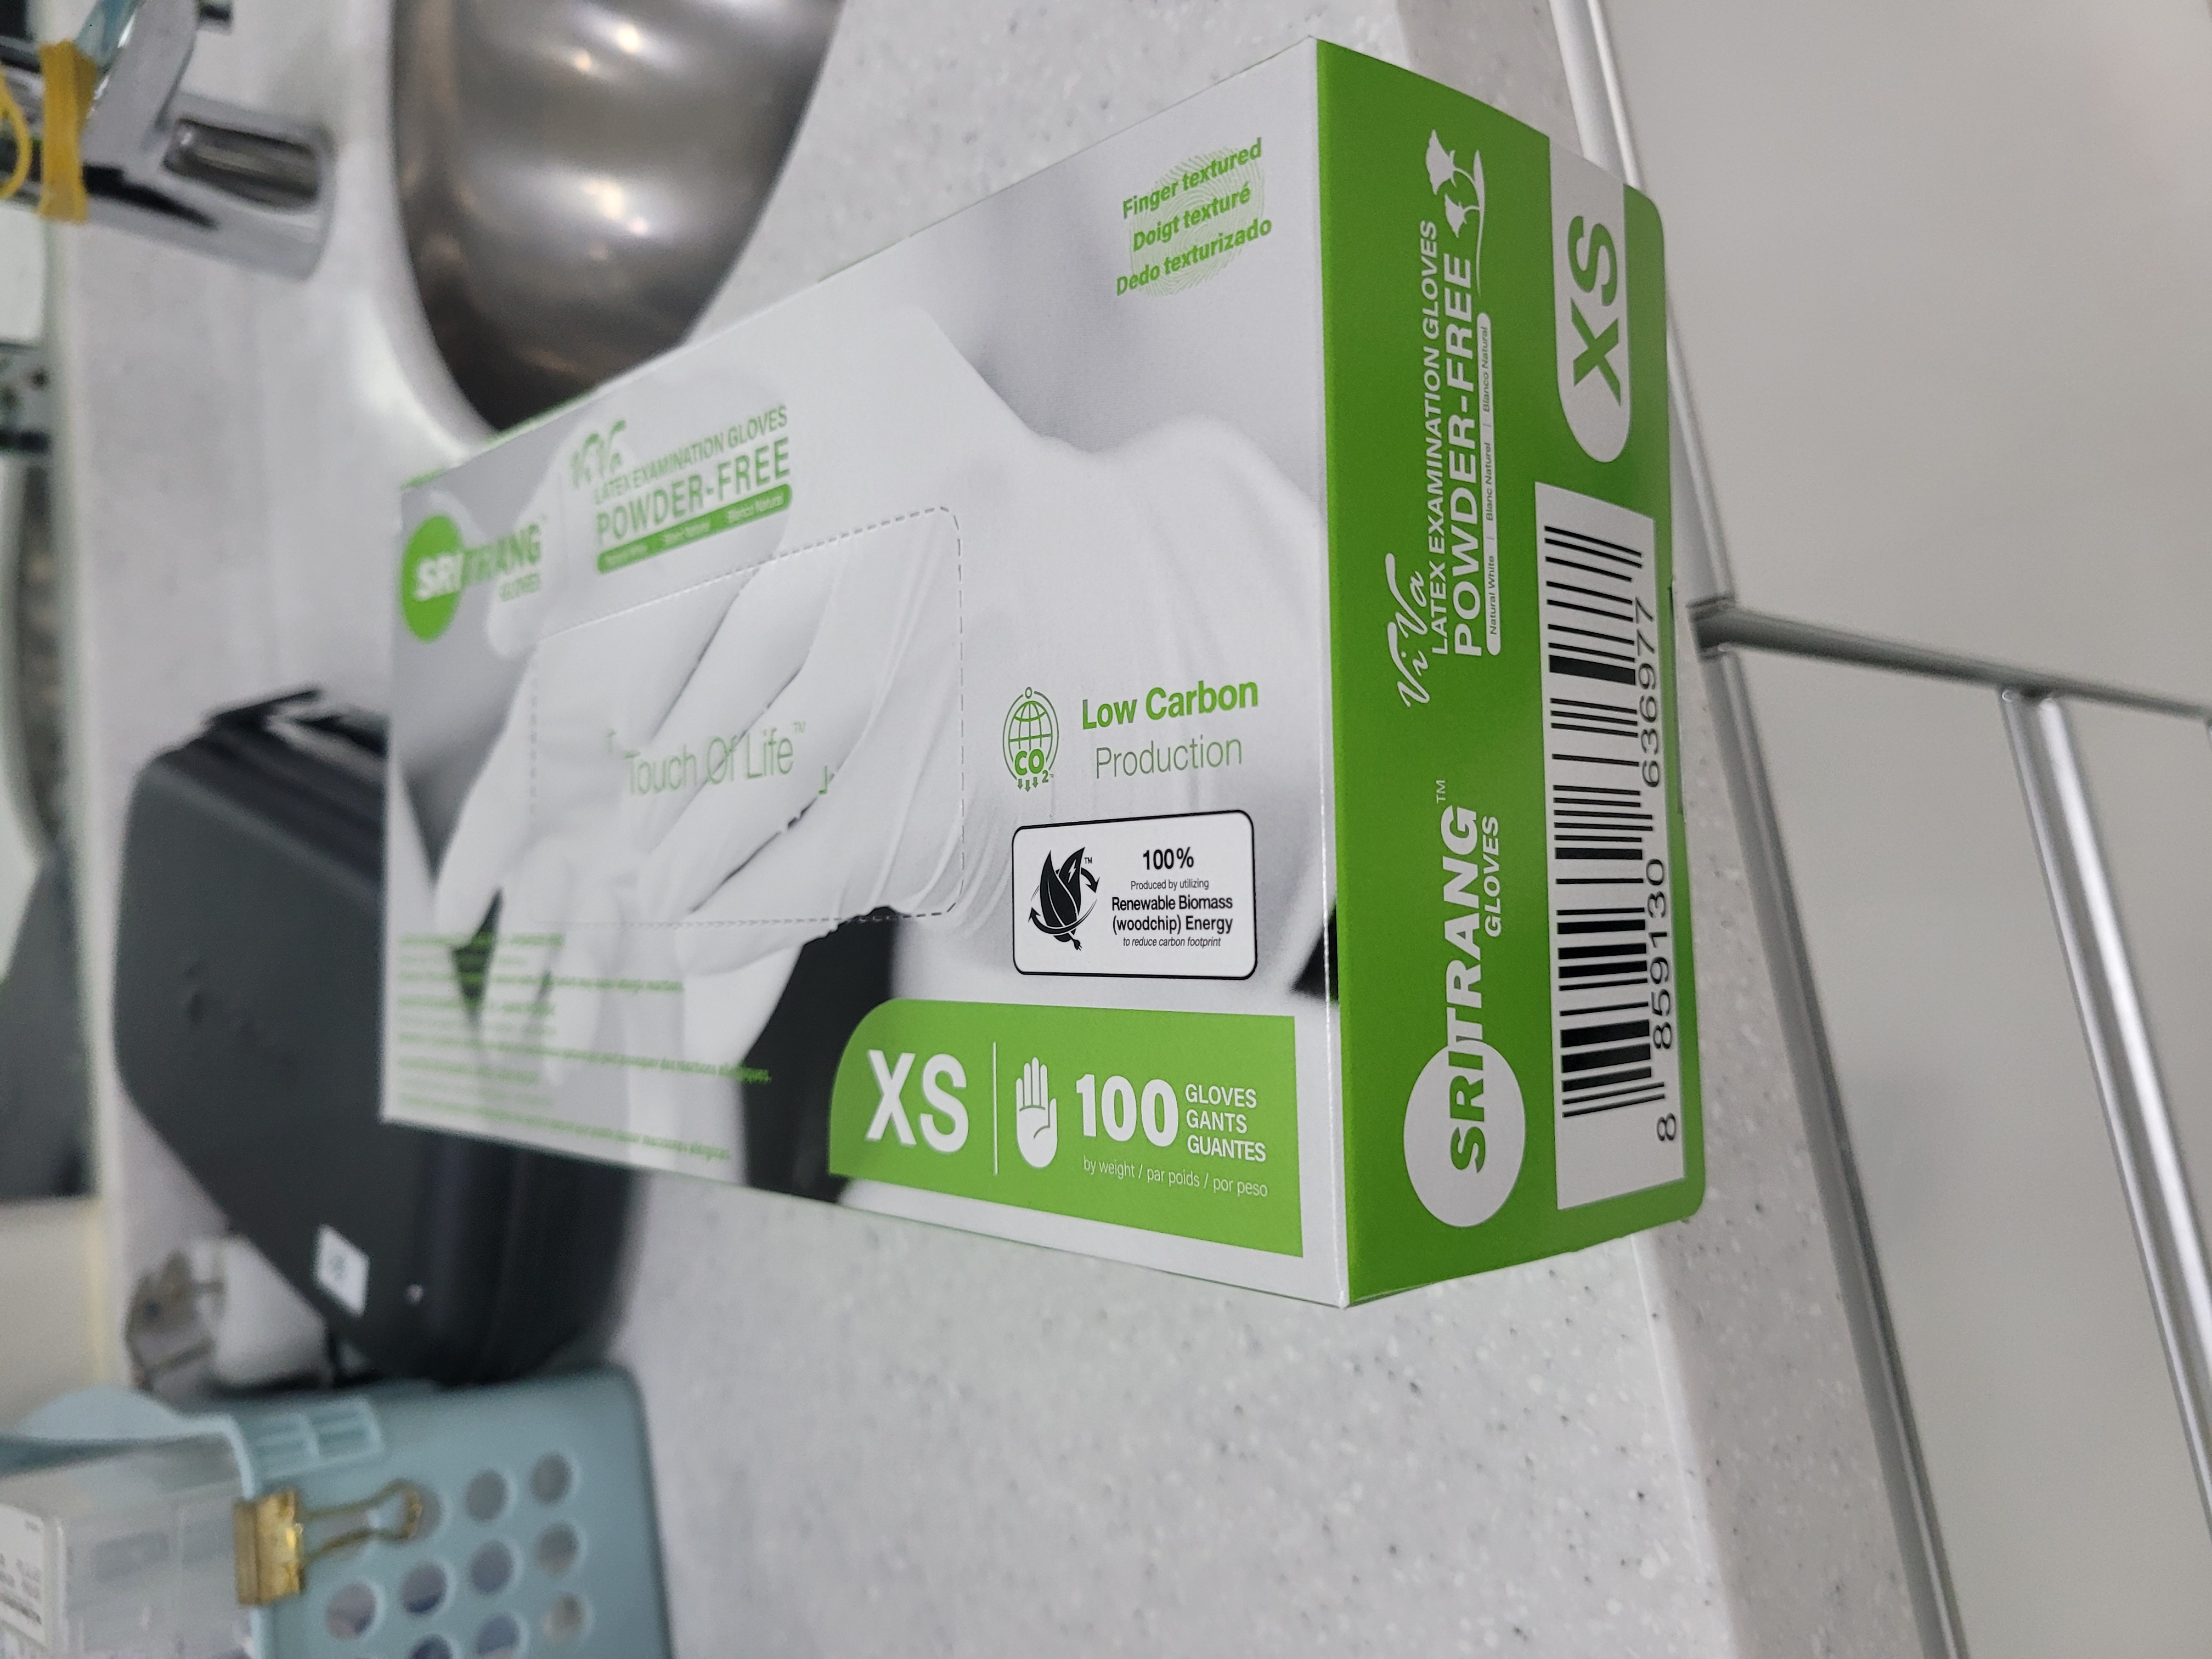 SRITRANG
GLOVES
ViVa
LATEX EXAMINATION GLOVES
POWDER-FREE
Touch Of Life™
Finger textured
Doigt texturé
Dedo texturizado
CO2
Low Carbon
Production
100%
Produced by utilizing
Renewable Biomass
(woodchip) Energy
to reduce carbon footprint
TM
XS
100 GLOVES
GANTS
GUANTES
by weight / par poids / por peso
SRITRANG™
GLOVES
ViVa
LATEX EXAMINATION GLOVES
POWDER-FREE
Natural White | Blanc Naturel | Blanco Natural
XS
8 859130 636977